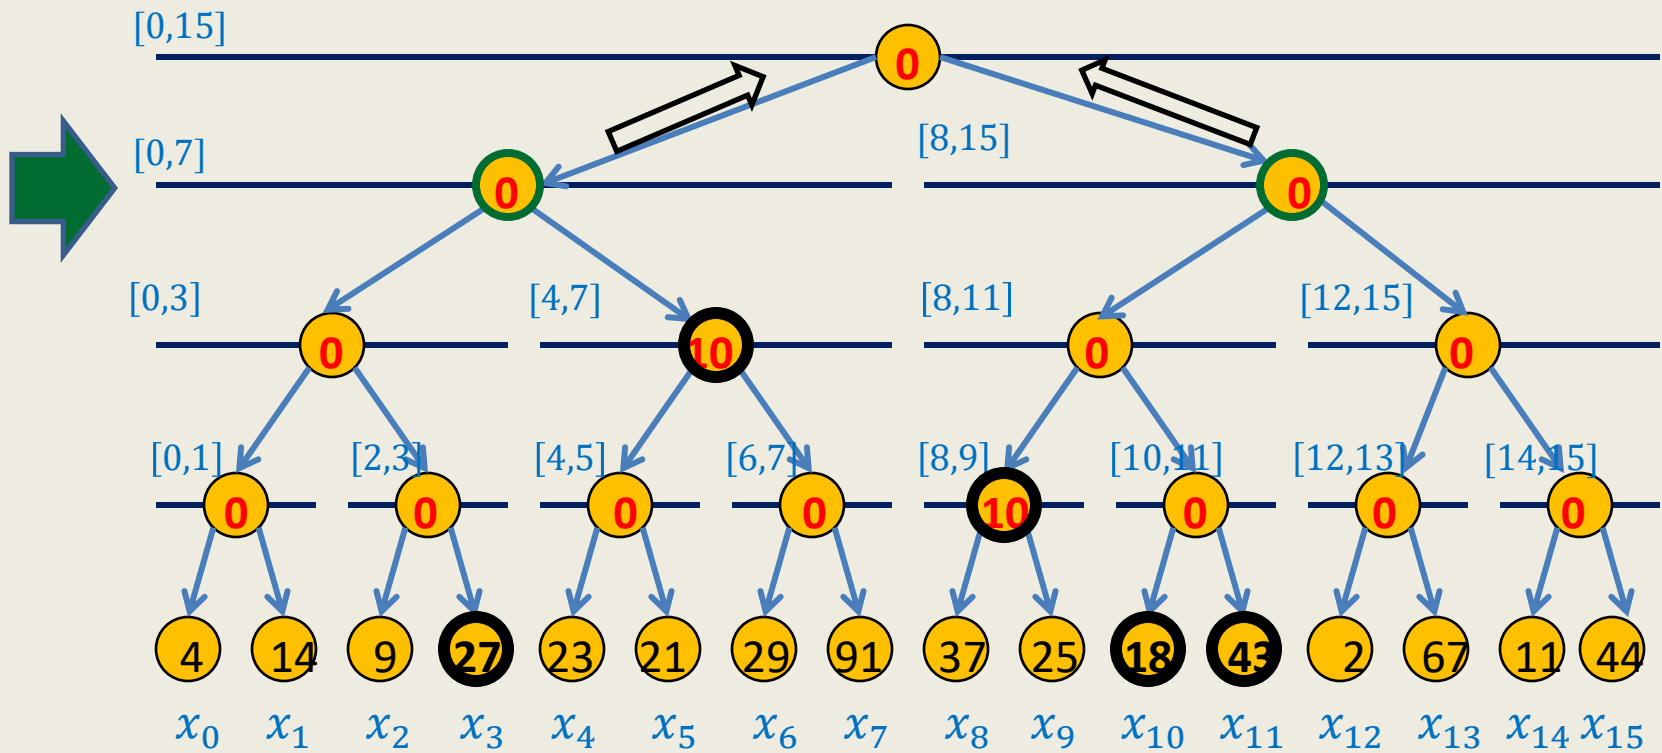 [0,15]
0
[0,7] [8,15]
0 0
[0,3] [4,7] [8,11] [12,15]
0 10 0 0
[0,1] [2,3] [4,5] [6,7] [8,9] [10,11] [12,13] [14,15]
0 0 0 0 10 0 0 0
4 14 9 27 23 21 29 91 37 25 18 43 2 67 11 44
x₀ x₁ x₂ x₃ x₄ x₅ x₆ x₇ x₈ x₉ x₁₀ x₁₁ x₁₂ x₁₃ x₁₄ x₁₅